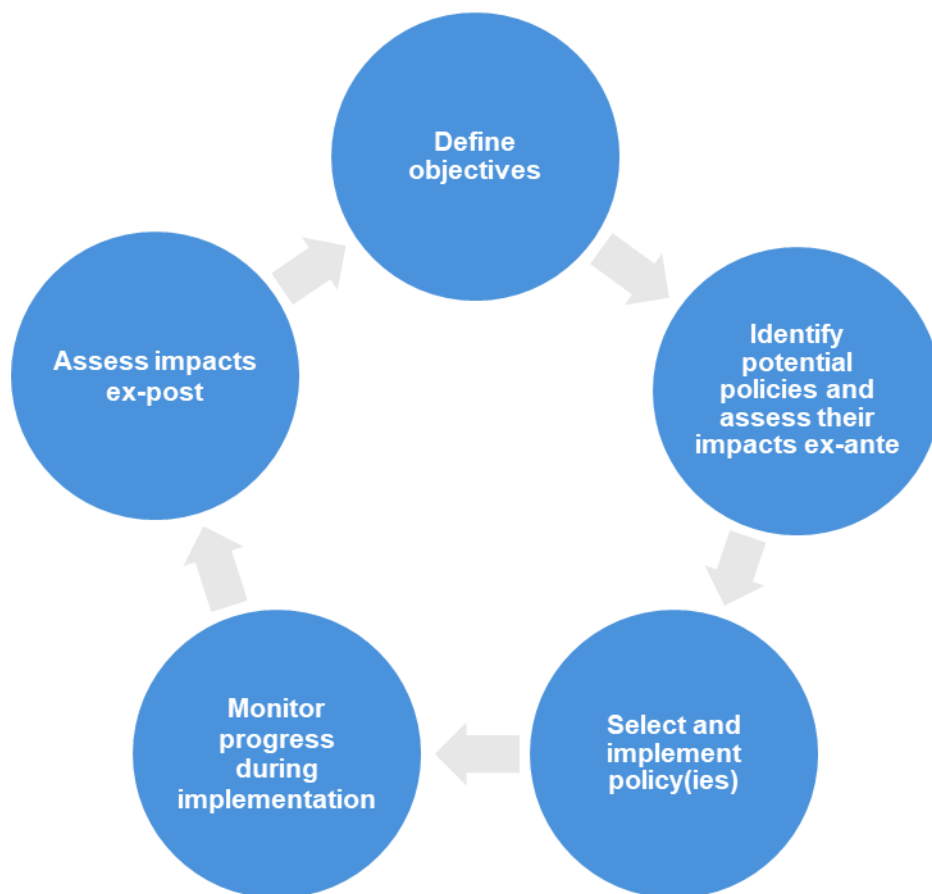 Define
objectives
Identify
potential
policies and
assess their
impacts ex-ante
Select and
implement
policy(ies)
Monitor
progress
during
implementation
Assess impacts
ex-post